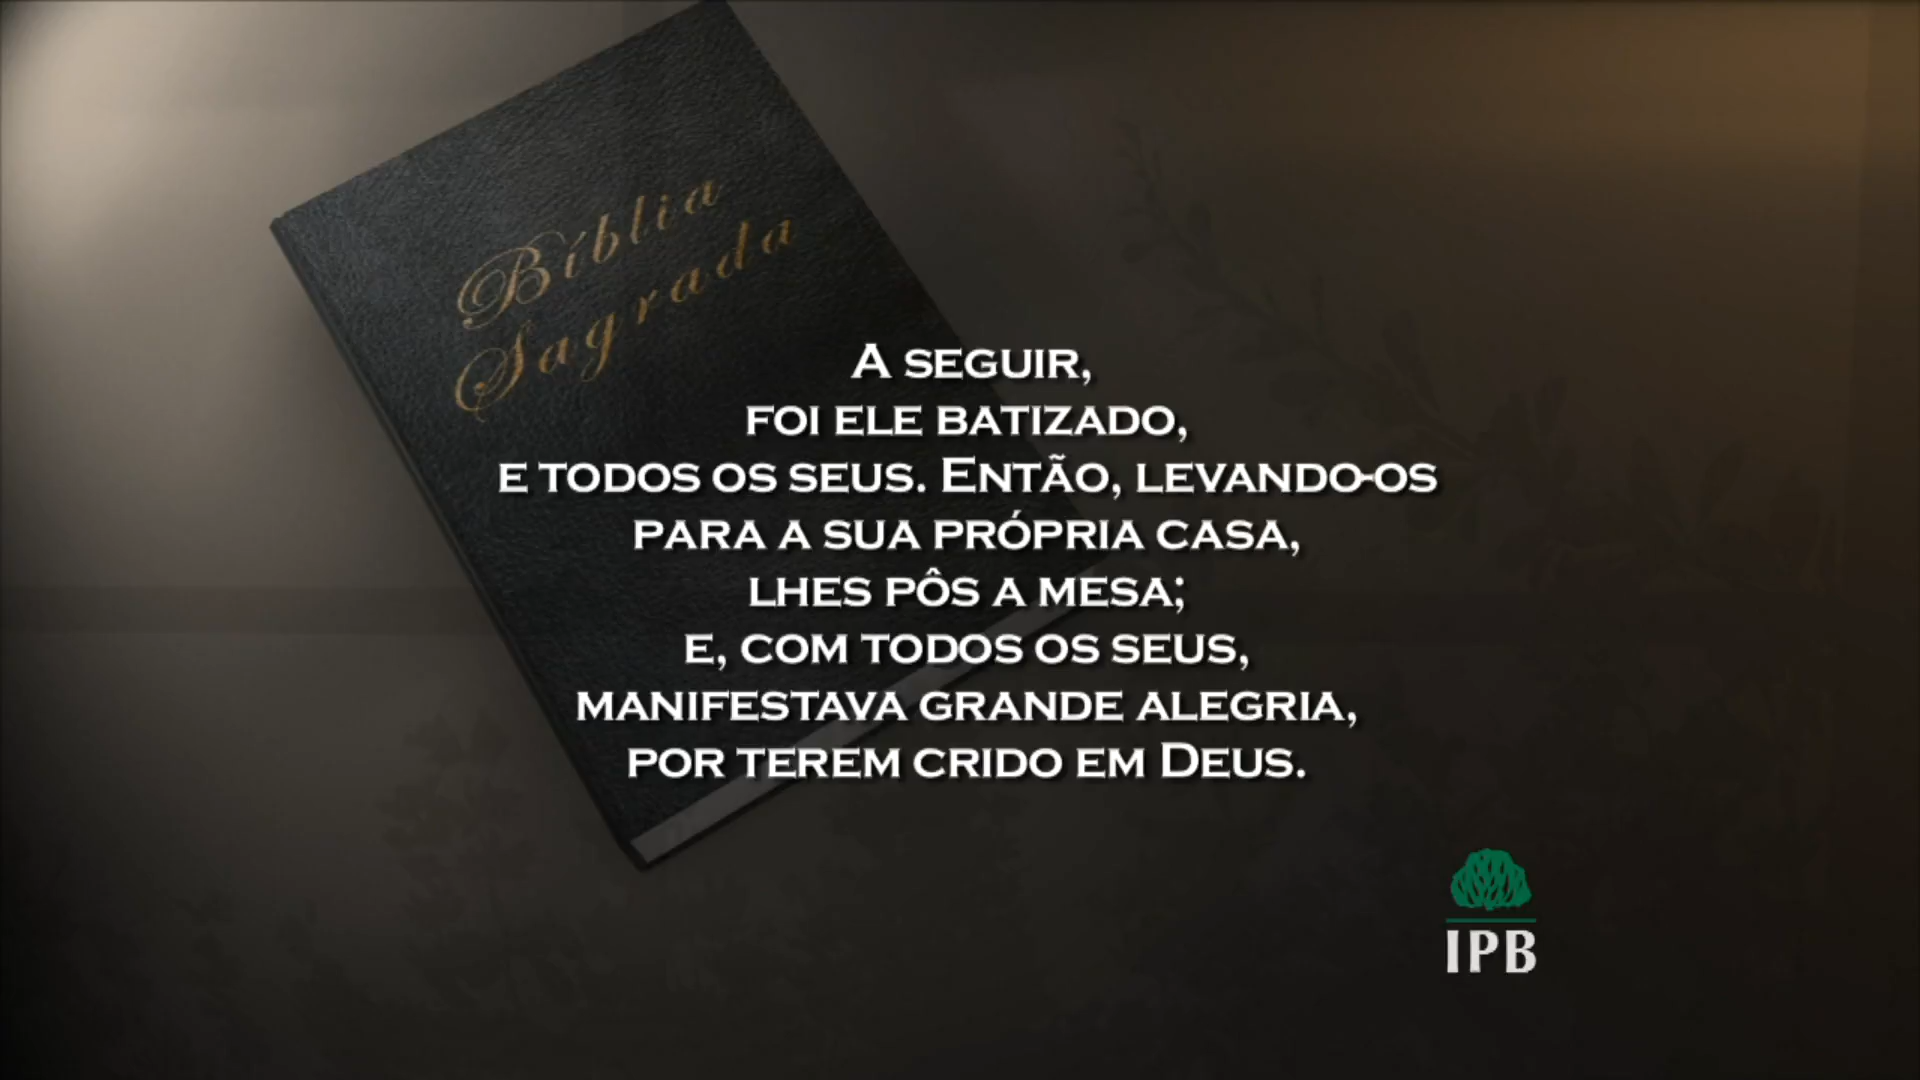 Bíblia
Sagrada
A SEGUIR,
FOI ELE BATIZADO,
E TODOS OS SEUS. ENTÃO, LEVANDO-OS
PARA A SUA PRÓPRIA CASA,
LHES PÔS A MESA;
E, COM TODOS OS SEUS,
MANIFESTAVA GRANDE ALEGRIA,
POR TEREM CRIDO EM DEUS.
IPB